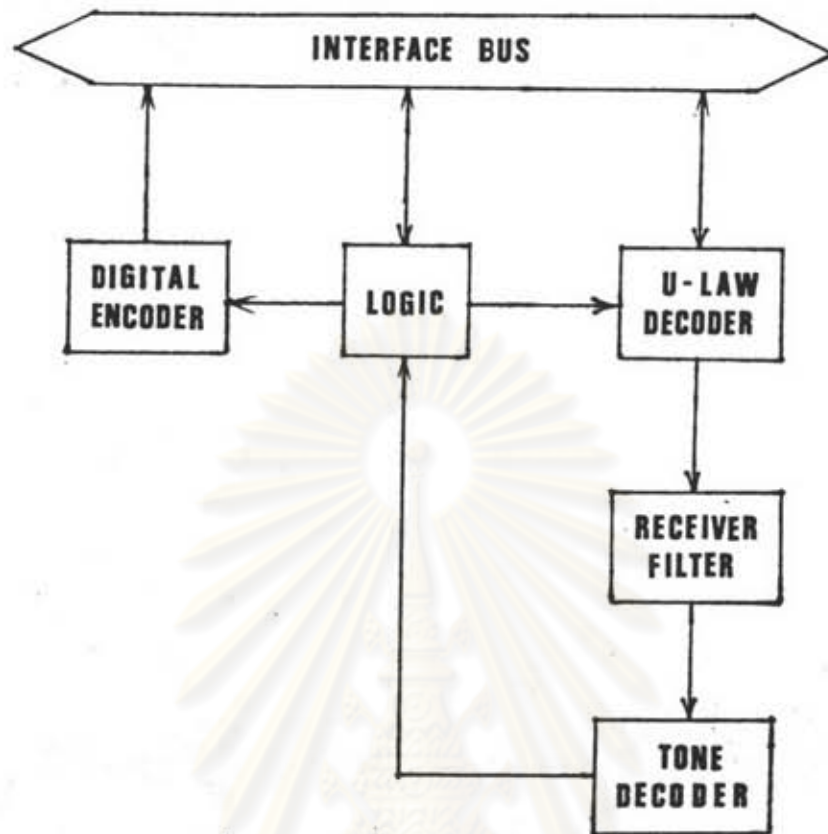 INTERFACE BUS
DIGITAL
ENCODER
LOGIC
U-LAW
DECODER
RECEIVER
FILTER
TONE
DECODER